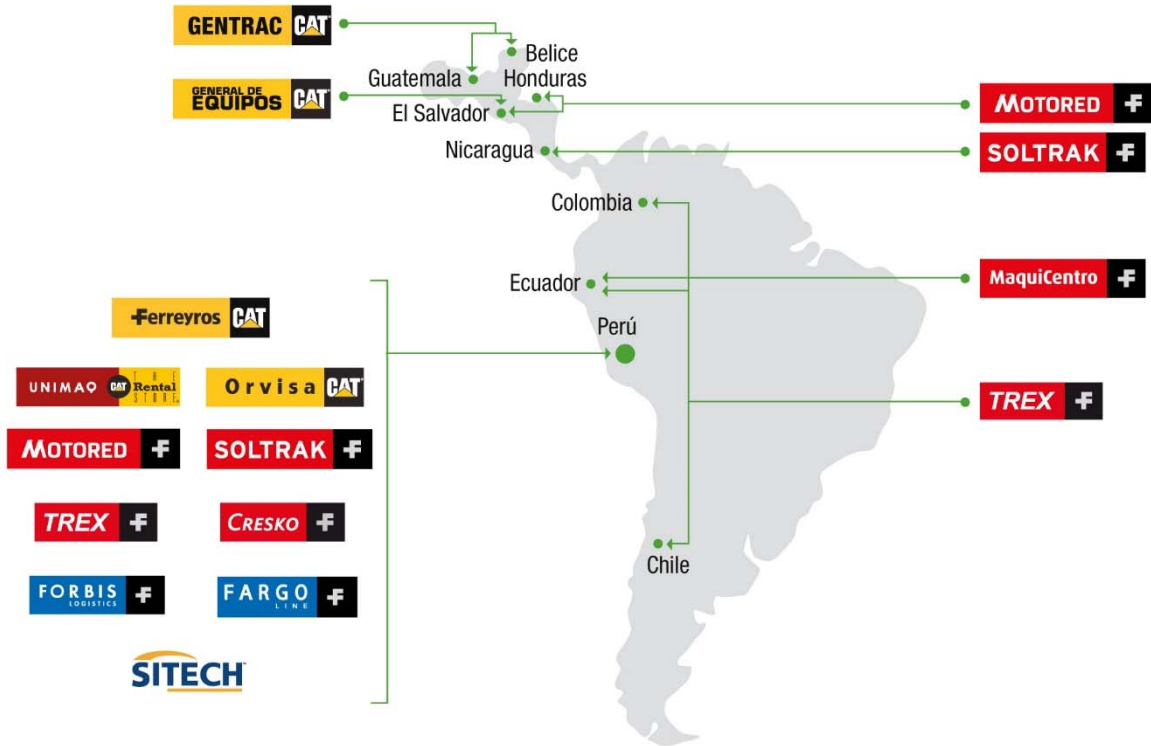 GENTRAC CAT
Belice
Guatemala
Honduras
GENERAL DE
EQUIPOS CAT
El Salvador
MOTORED F
Nicaragua
SOLTRAK F
Colombia
Ecuador
MaquiCentro F
Ferreyros CAT
Perú
UNIMAQ CAT THE Rental STORE
Orvisa CAT
TREX F
MOTORED F
SOLTRAK F
TREX F
CRESKO F
Chile
FORBIS F
LOGISTICS
FARGO F
LINE
SITECH